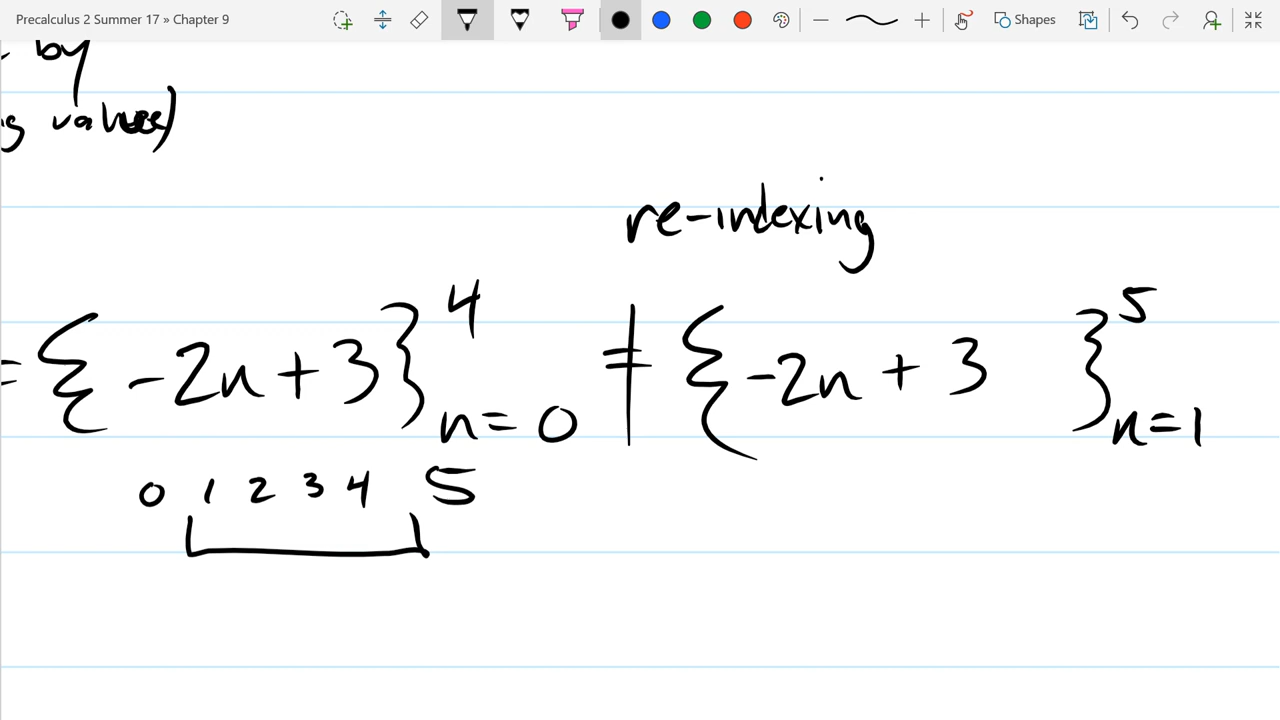 Precalculus 2 Summer 17 » Chapter 9
Shapes
by
g values)
re-indexing
= { -2n + 3 }⁴ₙ₌₀ ≠ { -2n + 3 }⁵ₙ₌₁
0 1 2 3 4 5